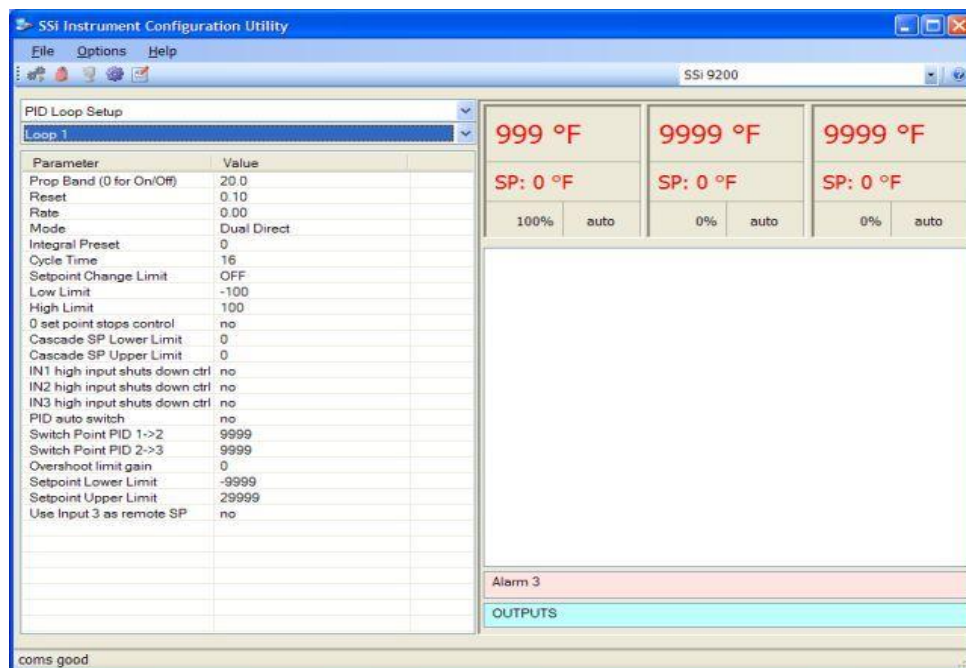 SSi Instrument Configuration Utility
File Options Help
SSi 9200
PID Loop Setup
Loop 1
Parameter Value
Prop Band (0 for On/Off) 20.0
Reset 0.10
Rate 0.00
Mode Dual Direct
Integral Preset 0
Cycle Time 16
Setpoint Change Limit OFF
Low Limit -100
High Limit 100
0 set point stops control no
Cascade SP Lower Limit 0
Cascade SP Upper Limit 0
IN1 high input shuts down ctrl no
IN2 high input shuts down ctrl no
IN3 high input shuts down ctrl no
PID auto switch no
Switch Point PID 1->2 9999
Switch Point PID 2->3 9999
Overshoot limit gain 0
Setpoint Lower Limit -9999
Setpoint Upper Limit 29999
Use Input 3 as remote SP no
999 °F 9999 °F 9999 °F
SP: 0 °F SP: 0 °F SP: 0 °F
100% auto 0% auto 0% auto
Alarm 3
OUTPUTS
coms good